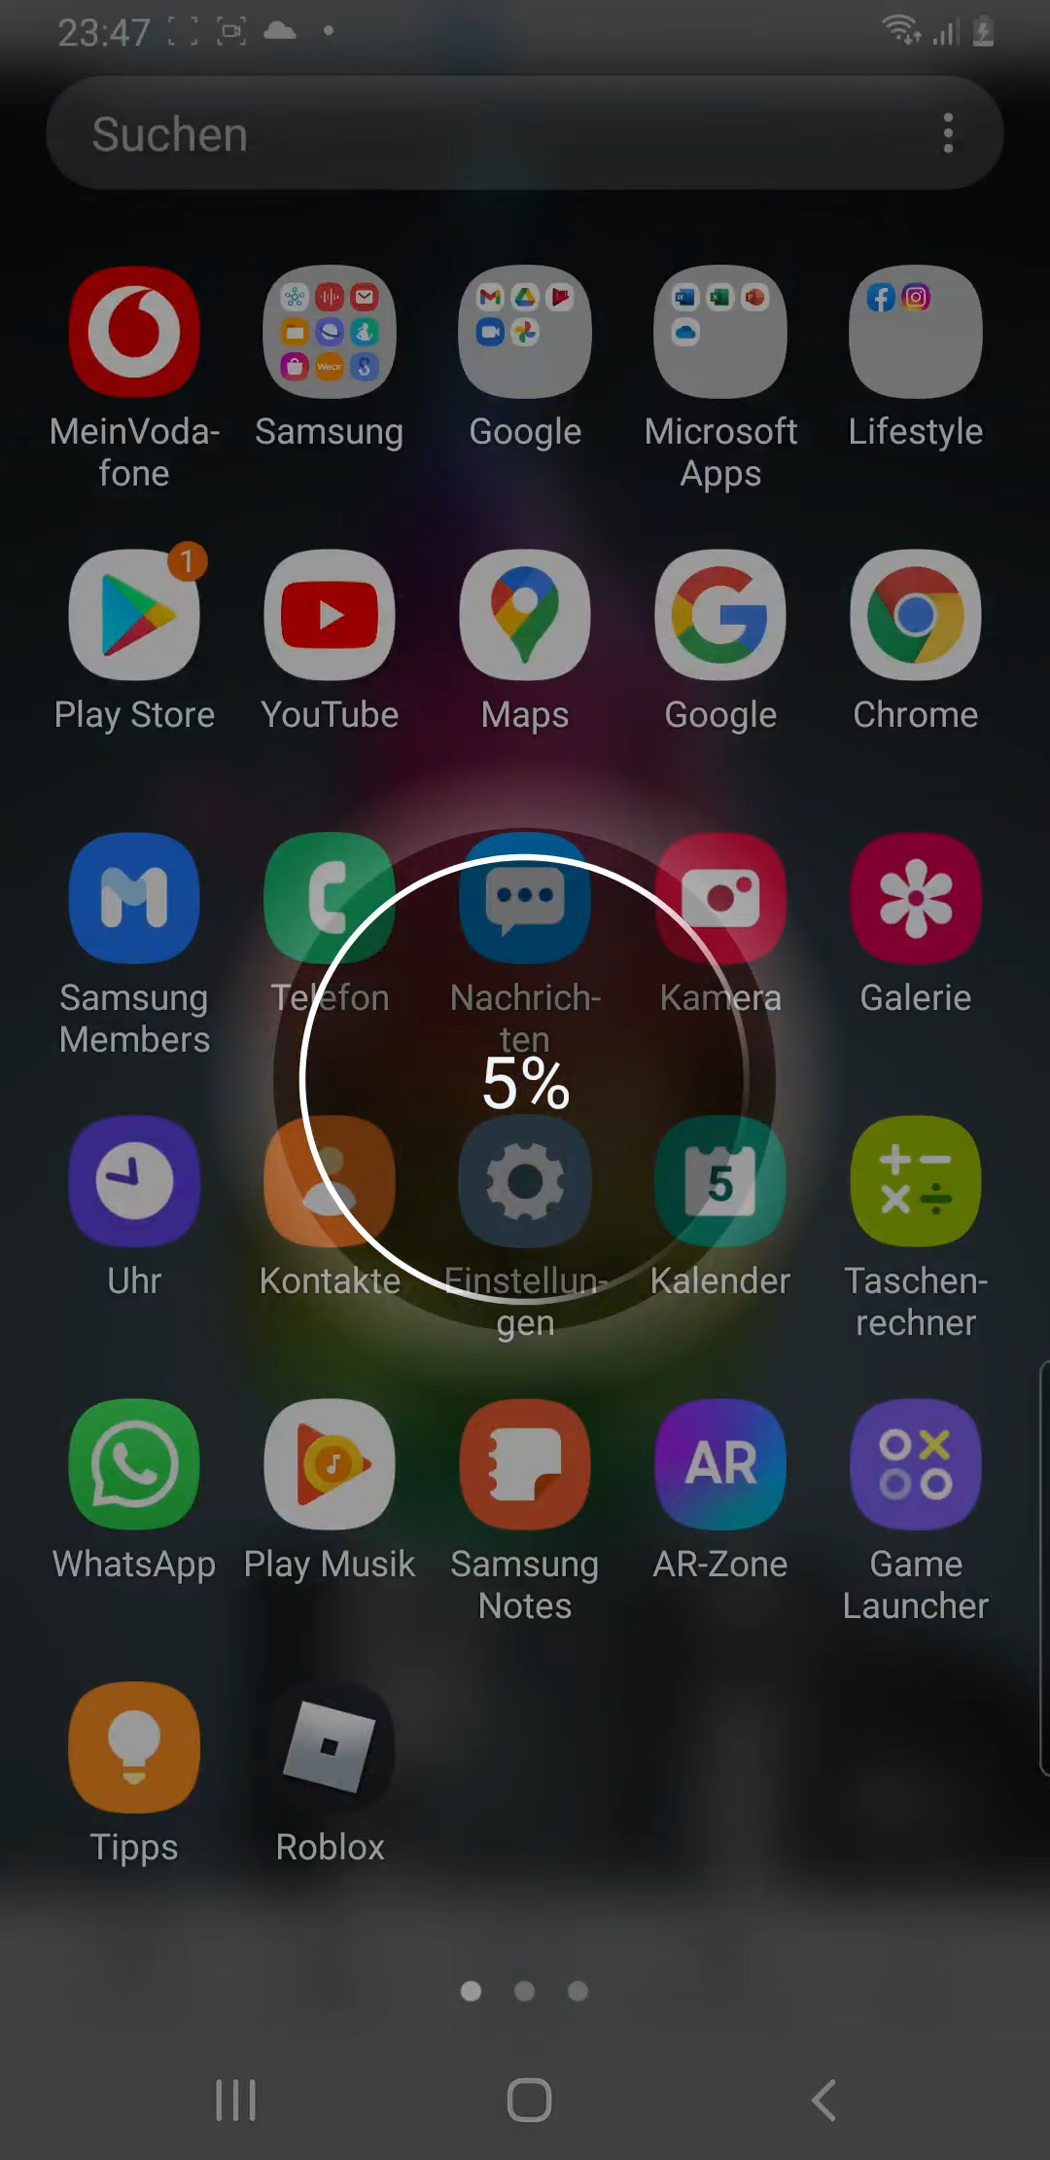 23:47
Suchen
MeinVoda-
fone
Samsung
Google
Microsoft
Apps
Lifestyle
1
Play Store
YouTube
Maps
Google
Chrome
Samsung
Members
Telefon
Nachrich-
ten
Kamera
Galerie
5%
5
Uhr
Kontakte
Einstellun-
gen
Kalender
Taschen-
rechner
AR
WhatsApp
Play Musik
Samsung
Notes
AR-Zone
Game
Launcher
Tipps
Roblox